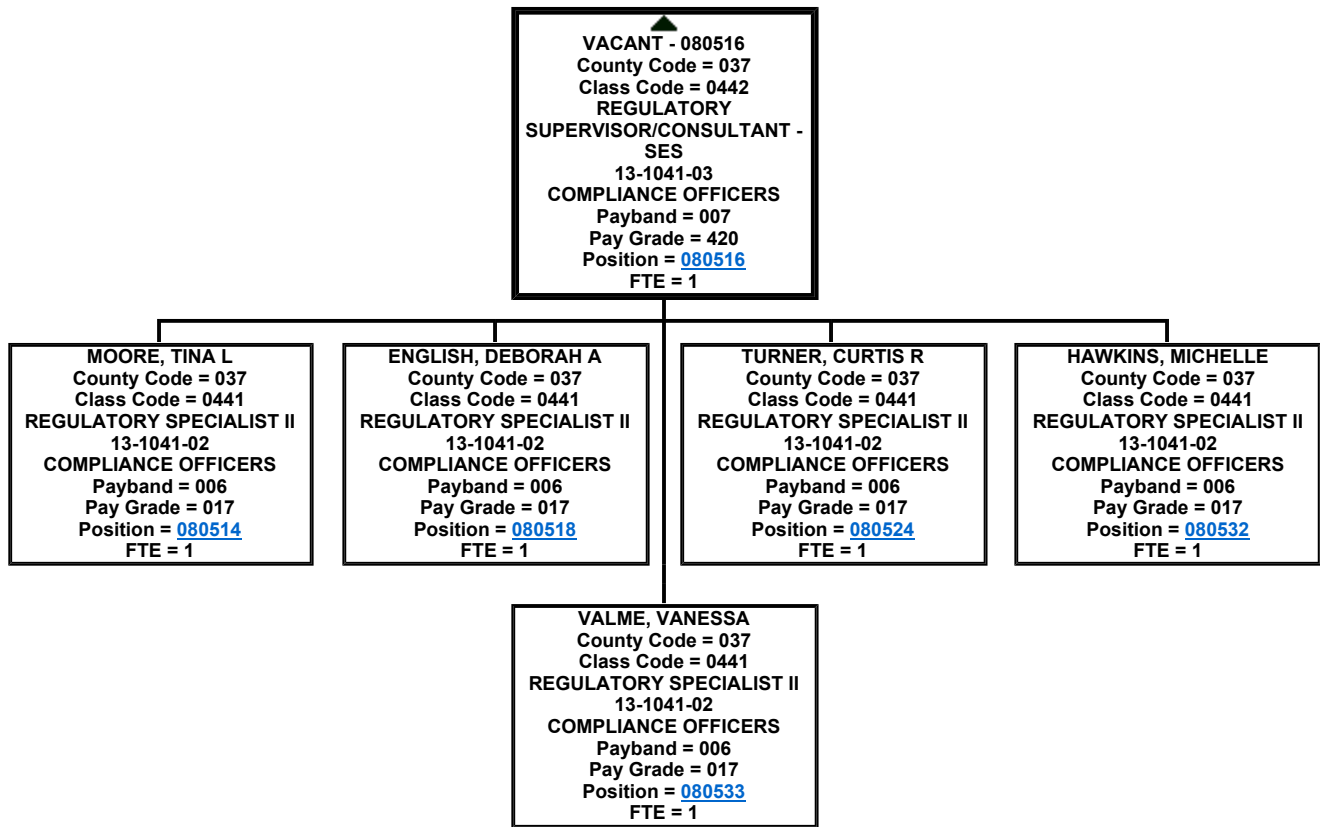 VACANT - 080516
County Code = 037
Class Code = 0442
REGULATORY
SUPERVISOR/CONSULTANT -
SES
13-1041-03
COMPLIANCE OFFICERS
Payband = 007
Pay Grade = 420
Position = 080516
FTE = 1
MOORE, TINA L
County Code = 037
Class Code = 0441
REGULATORY SPECIALIST II
13-1041-02
COMPLIANCE OFFICERS
Payband = 006
Pay Grade = 017
Position = 080514
FTE = 1
ENGLISH, DEBORAH A
County Code = 037
Class Code = 0441
REGULATORY SPECIALIST II
13-1041-02
COMPLIANCE OFFICERS
Payband = 006
Pay Grade = 017
Position = 080518
FTE = 1
TURNER, CURTIS R
County Code = 037
Class Code = 0441
REGULATORY SPECIALIST II
13-1041-02
COMPLIANCE OFFICERS
Payband = 006
Pay Grade = 017
Position = 080524
FTE = 1
HAWKINS, MICHELLE
County Code = 037
Class Code = 0441
REGULATORY SPECIALIST II
13-1041-02
COMPLIANCE OFFICERS
Payband = 006
Pay Grade = 017
Position = 080532
FTE = 1
VALME, VANESSA
County Code = 037
Class Code = 0441
REGULATORY SPECIALIST II
13-1041-02
COMPLIANCE OFFICERS
Payband = 006
Pay Grade = 017
Position = 080533
FTE = 1